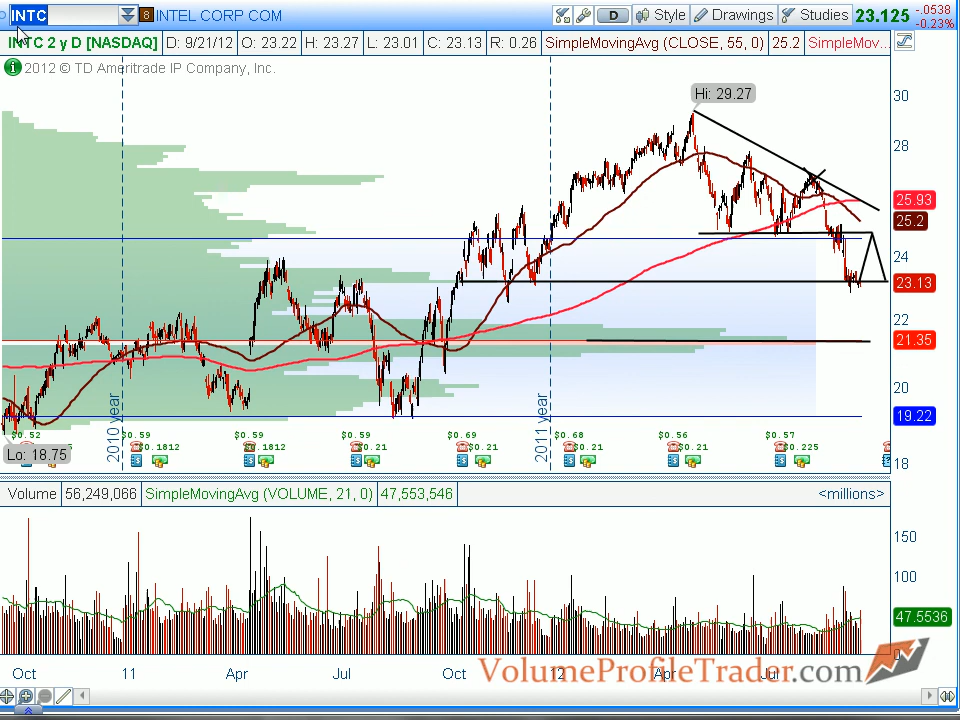 INTC 8 INTEL CORP COM D Style Drawings Studies 23.125 -.0538
-0.23%
INTC 2 y D [NASDAQ] D: 9/21/12 O: 23.22 H: 23.27 L: 23.01 C: 23.13 R: 0.26 SimpleMovingAvg (CLOSE, 55, 0) 25.2 SimpleMov...
i 2012 © TD Ameritrade IP Company, Inc.
Hi: 29.27
30
28
25.93
25.2
24
23.13
22
21.35
20
19.22
18
2010 year
2011 year
$0.52 $0.59 $0.59 $0.59 $0.69 $0.68 $0.56 $0.57
$0.1812 $0.21 $0.21 $0.21 $0.21 $0.225
Lo: 18.75
Volume 56,249,066 SimpleMovingAvg (VOLUME, 21, 0) 47,553,546 <millions>
150
100
47.5536
0
Oct 11 Apr Jul Oct 12 Apr Jul
VolumeProfileTrader.com